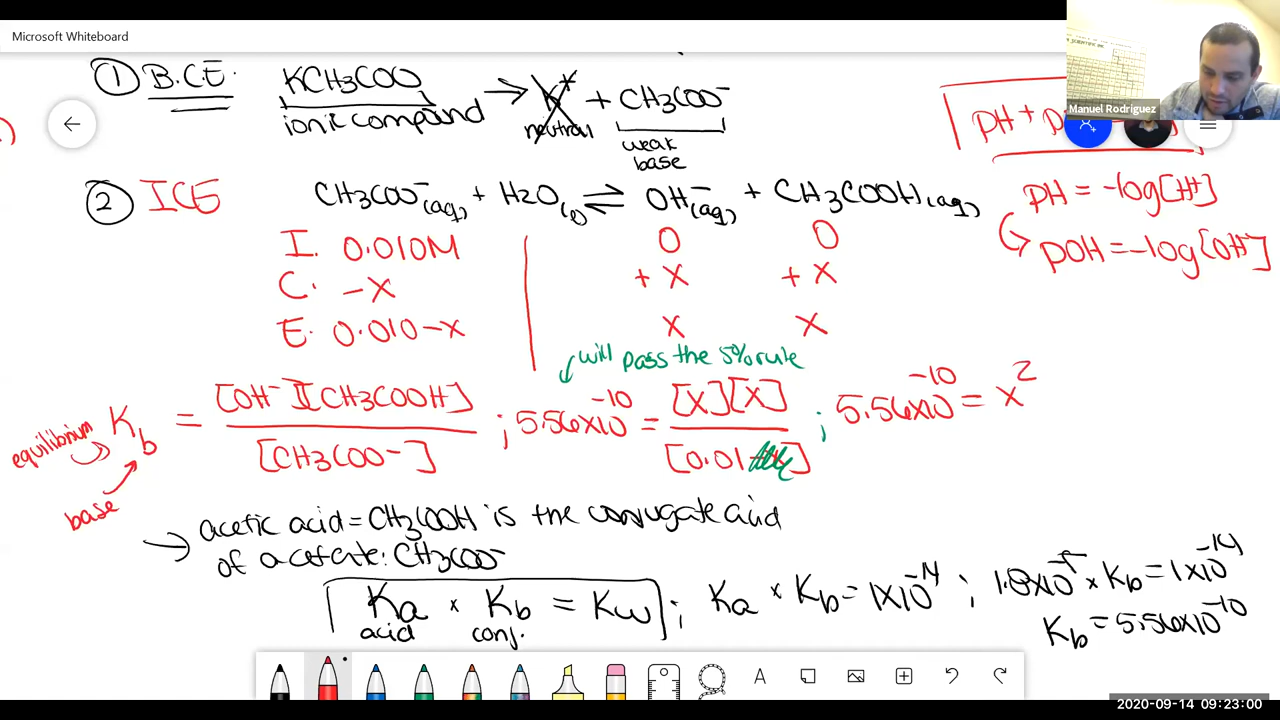 Microsoft Whiteboard
Manuel Rodriguez
① B.C.E. KCH3COO → K+ + CH3COO-
ionic compound neutral weak base
pH + p
② ICE CH3COO-(aq) + H2O(l) ⇌ OH-(aq) + CH3COOH(aq)
pH = -log[H+]
pOH = -log[OH-]
I. 0.010M 0 0
C. -X +X +X
E. 0.010-X X X
will pass the 5% rule
equilibrium Kb = [OH-][CH3COOH] / [CH3COO-] ; 5.56x10^-10 = [X][X] / [0.01] ; 5.56x10^-10 = X^2
base
→ acetic acid = CH3COOH is the conjugate acid
of acetate: CH3COO-
Ka x Kb = Kw ; Ka x Kb = 1x10^-14 ; 1.8x10^-5 x Kb = 1x10^-14
acid conj.
Kb = 5.56x10^-10
A
2020-09-14 09:23:00